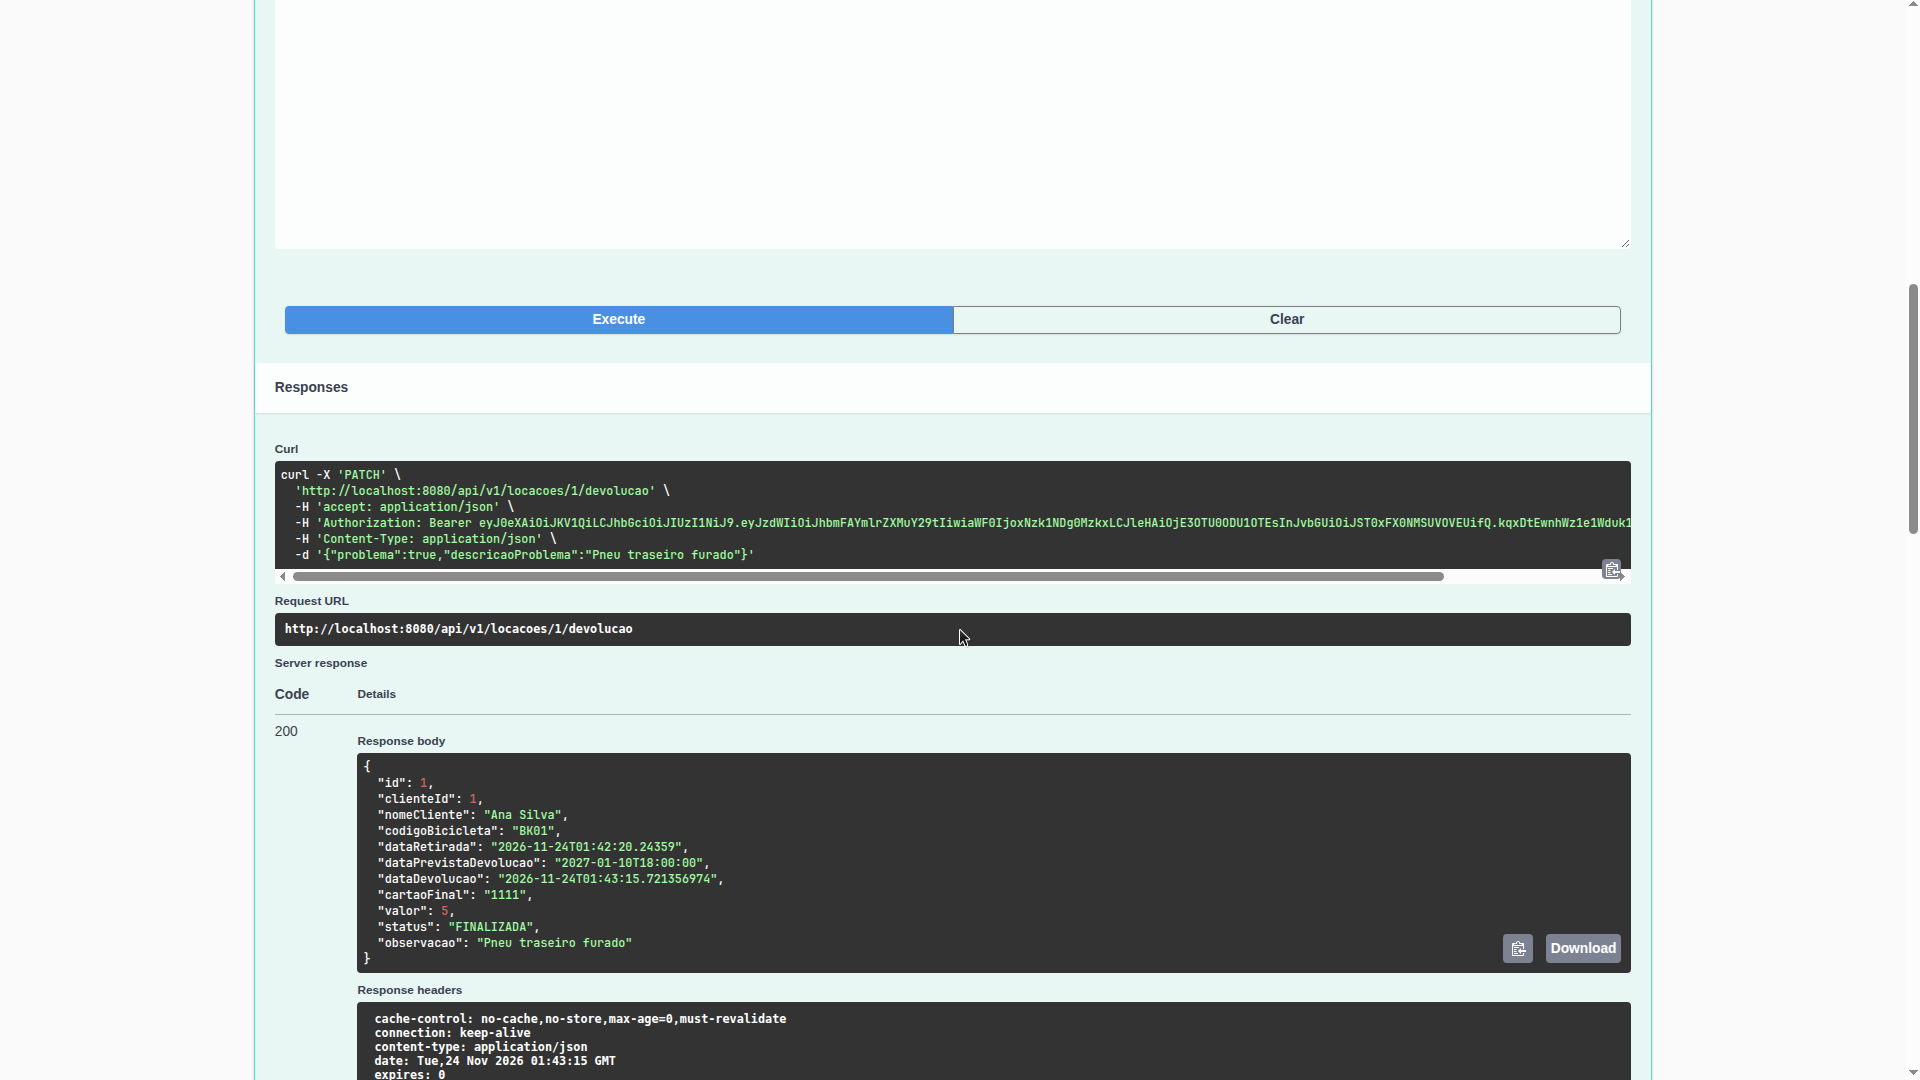 Execute
Clear
Responses
Curl
curl -X 'PATCH' \
'http://localhost:8080/api/v1/locacoes/1/devolucao' \
-H 'accept: application/json' \
-H 'Authorization: Bearer eyJ0eXAiOiJKV1QiLCJhbGciOiJIUzI1NiJ9.eyJzdWIiOiJhbmFAYmlrZXMuY29tIiwiaWF0IjoxNzk1NDg0MzkxLCJleHAiOjE3OTU0ODU1OTEsInJvbGUiOiJST0xFX0NMSUVOVEUifQ.kqxDtEwnhWz1e1Wduk1
-H 'Content-Type: application/json' \
-d '{"problema":true,"descricaoProblema":"Pneu traseiro furado"}'
Request URL
http://localhost:8080/api/v1/locacoes/1/devolucao
Server response
Code Details
200
Response body
{
"id": 1,
"clienteId": 1,
"nomeCliente": "Ana Silva",
"codigoBicicleta": "BK01",
"dataRetirada": "2026-11-24T01:42:20.24359",
"dataPrevistaDevolucao": "2027-01-10T18:00:00",
"dataDevolucao": "2026-11-24T01:43:15.721356974",
"cartaoFinal": "1111",
"valor": 5,
"status": "FINALIZADA",
"observacao": "Pneu traseiro furado"
}
Download
Response headers
cache-control: no-cache,no-store,max-age=0,must-revalidate
connection: keep-alive
content-type: application/json
date: Tue,24 Nov 2026 01:43:15 GMT
expires: 0